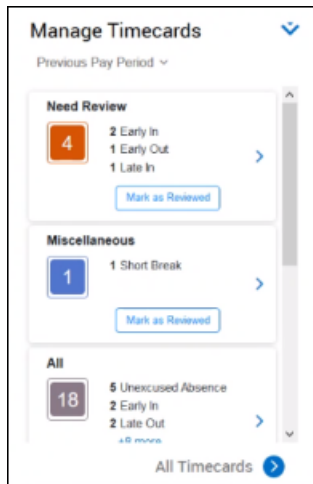 Manage Timecards
Previous Pay Period
Need Review
4
2 Early In
1 Early Out
1 Late In
Mark as Reviewed
Miscellaneous
1
1 Short Break
Mark as Reviewed
All
18
5 Unexcused Absence
2 Early In
2 Late Out
+8 more
All Timecards